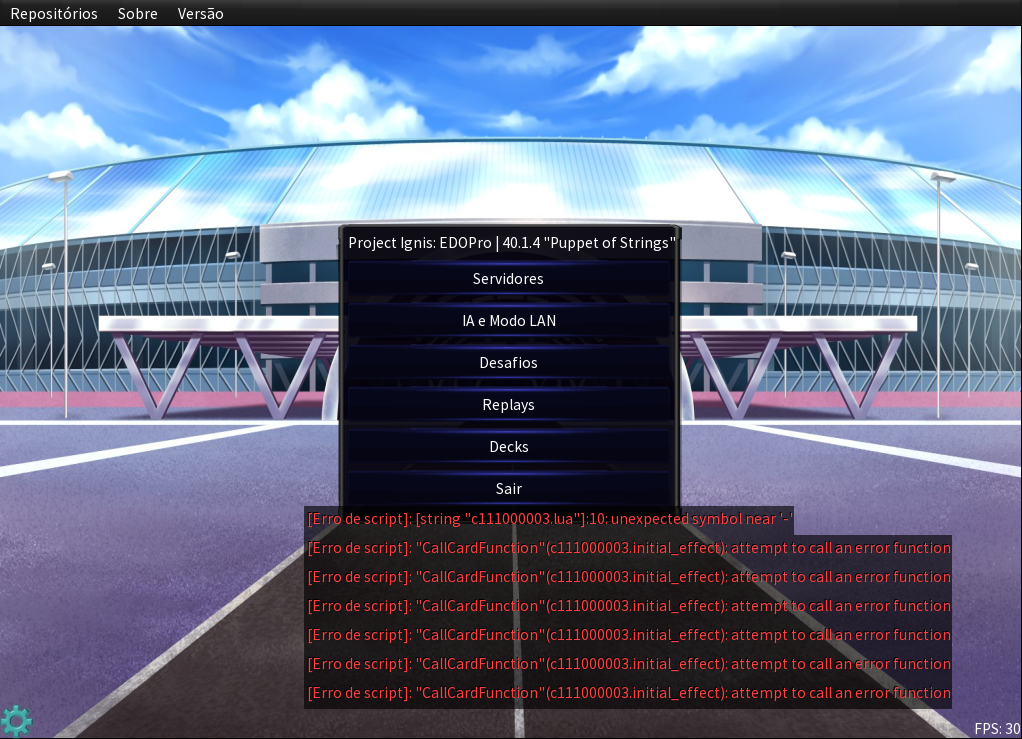 Repositórios Sobre Versão
Project Ignis: EDOPro | 40.1.4 "Puppet of Strings"
Servidores
IA e Modo LAN
Desafios
Replays
Decks
Sair
[Erro de script]: [string "c111000003.lua"]:10: unexpected symbol near '-'
[Erro de script]: "CallCardFunction"(c111000003.initial_effect): attempt to call an error function
[Erro de script]: "CallCardFunction"(c111000003.initial_effect): attempt to call an error function
[Erro de script]: "CallCardFunction"(c111000003.initial_effect): attempt to call an error function
[Erro de script]: "CallCardFunction"(c111000003.initial_effect): attempt to call an error function
[Erro de script]: "CallCardFunction"(c111000003.initial_effect): attempt to call an error function
[Erro de script]: "CallCardFunction"(c111000003.initial_effect): attempt to call an error function
FPS: 30